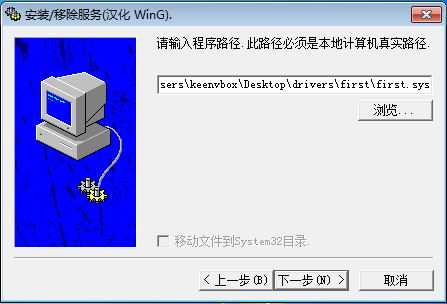 安装/移除服务(汉化 WinG).
请输入程序路径.此路径必须是本地计算机真实路径.
sers\keenvbox\Desktop\drivers\first\first.sys
浏览...
移动文件到System32目录.
< 上一步(B) 下一步(N) > 取消